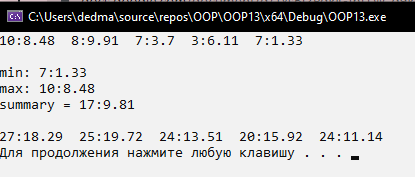 C:\Users\dedma\source\repos\OOP\OOP13\x64\Debug\OOP13.exe
10:8.48 8:9.91 7:3.7 3:6.11 7:1.33
min: 7:1.33
max: 10:8.48
summary = 17:9.81
27:18.29 25:19.72 24:13.51 20:15.92 24:11.14
Для продолжения нажмите любую клавишу . . .